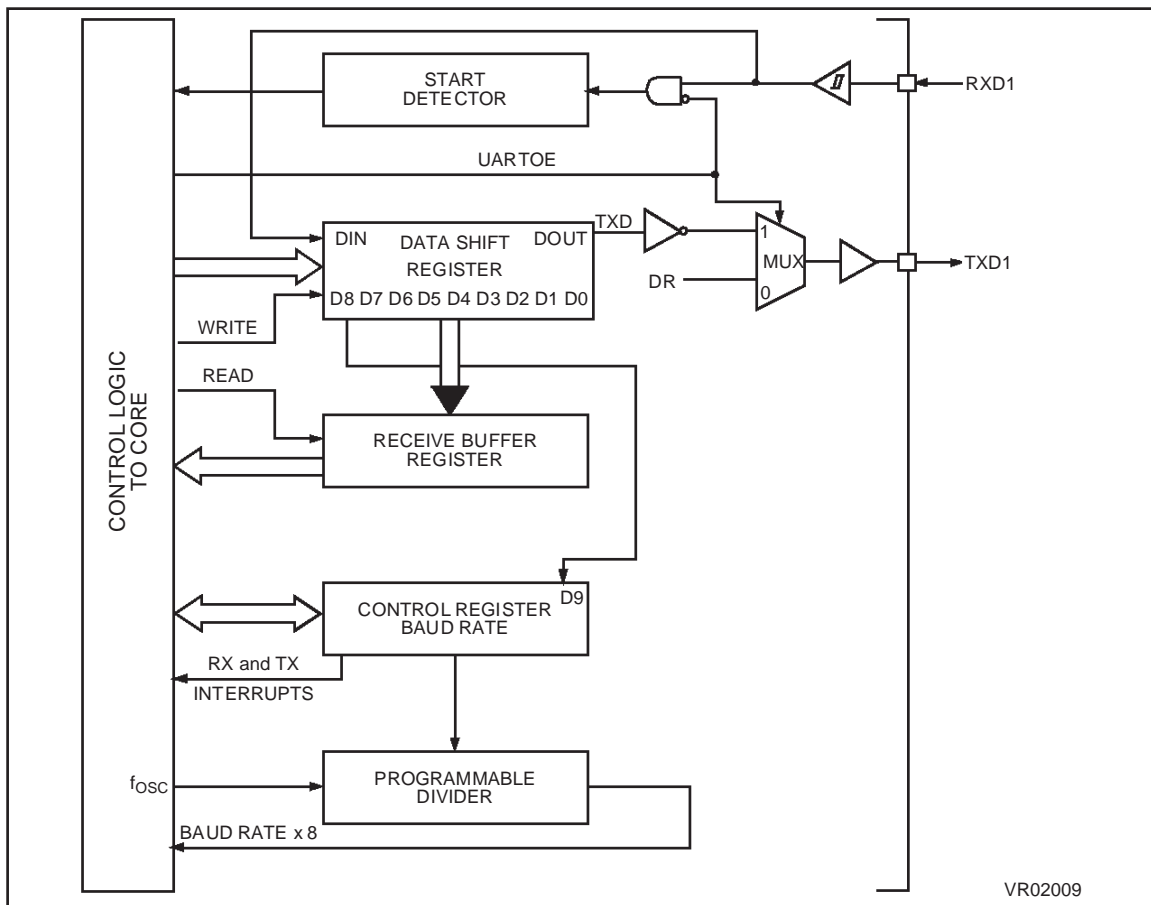 START
DETECTOR
RXD1
UARTOE
TXD
DIN DATA SHIFT DOUT
REGISTER
D8 D7 D6 D5 D4 D3 D2 D1 D0
1
MUX
0
DR
TXD1
WRITE
READ
CONTROL LOGIC
TO CORE
RECEIVE BUFFER
REGISTER
D9
CONTROL REGISTER
BAUD RATE
RX and TX
INTERRUPTS
fOSC
PROGRAMMABLE
DIVIDER
BAUD RATE x 8
VR02009